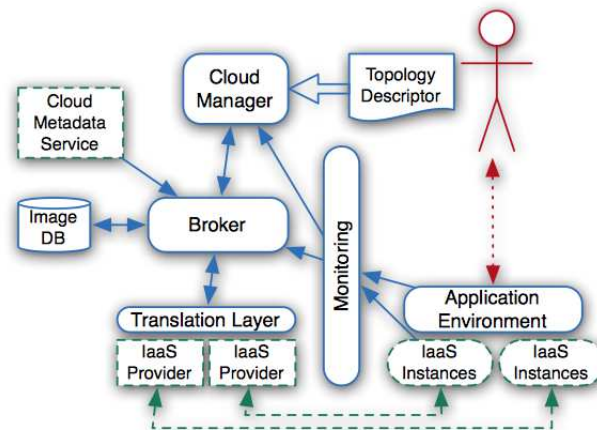 Cloud
Manager
Topology
Descriptor
Cloud
Metadata
Service
Image
DB
Broker
Monitoring
Translation Layer
Application
Environment
IaaS
Provider
IaaS
Provider
IaaS
Instances
IaaS
Instances